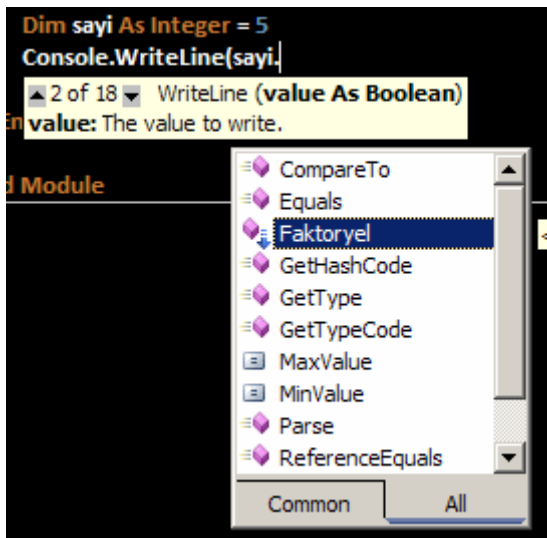 Dim sayi As Integer = 5
Console.WriteLine(sayi.
2 of 18 WriteLine (value As Boolean)
En value: The value to write.
d Module
CompareTo
Equals
Faktoryel
<
GetHashCode
GetType
GetTypeCode
MaxValue
MinValue
Parse
ReferenceEquals
Common All